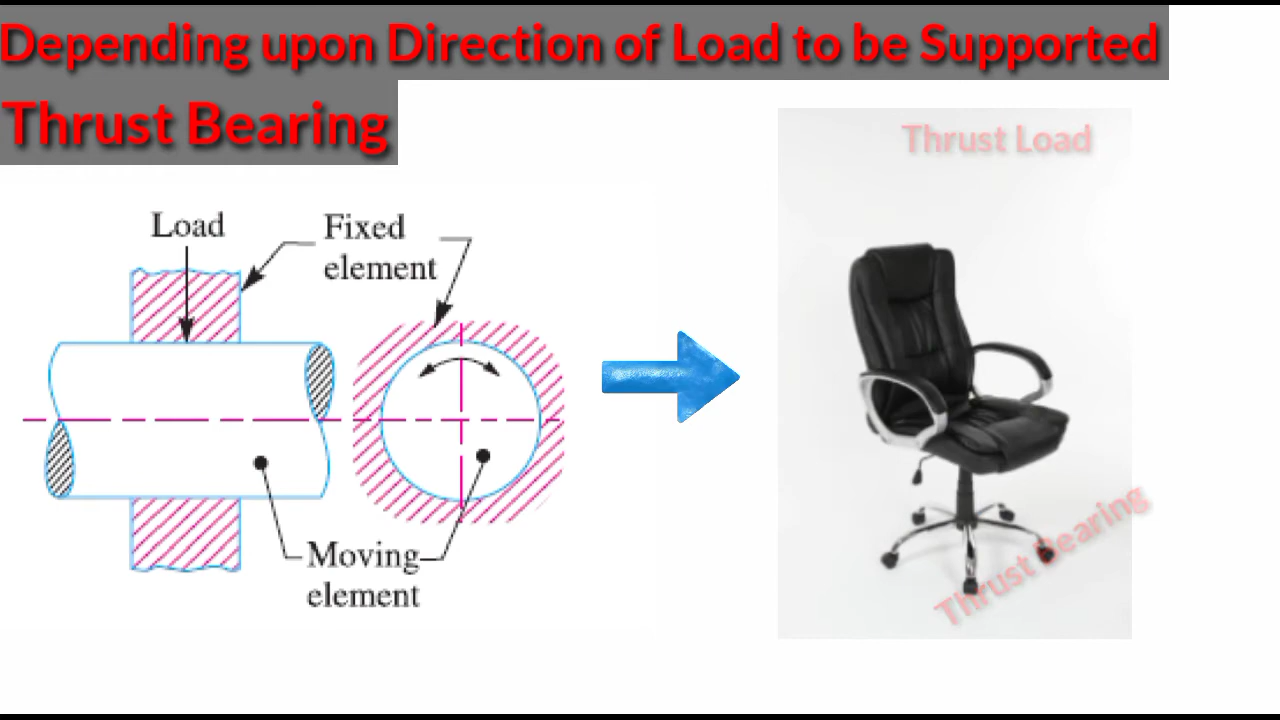 Depending upon Direction of Load to be Supported
Thrust Bearing
Thrust Load
Load
Fixed
element
Moving
element
Thrust Bearing